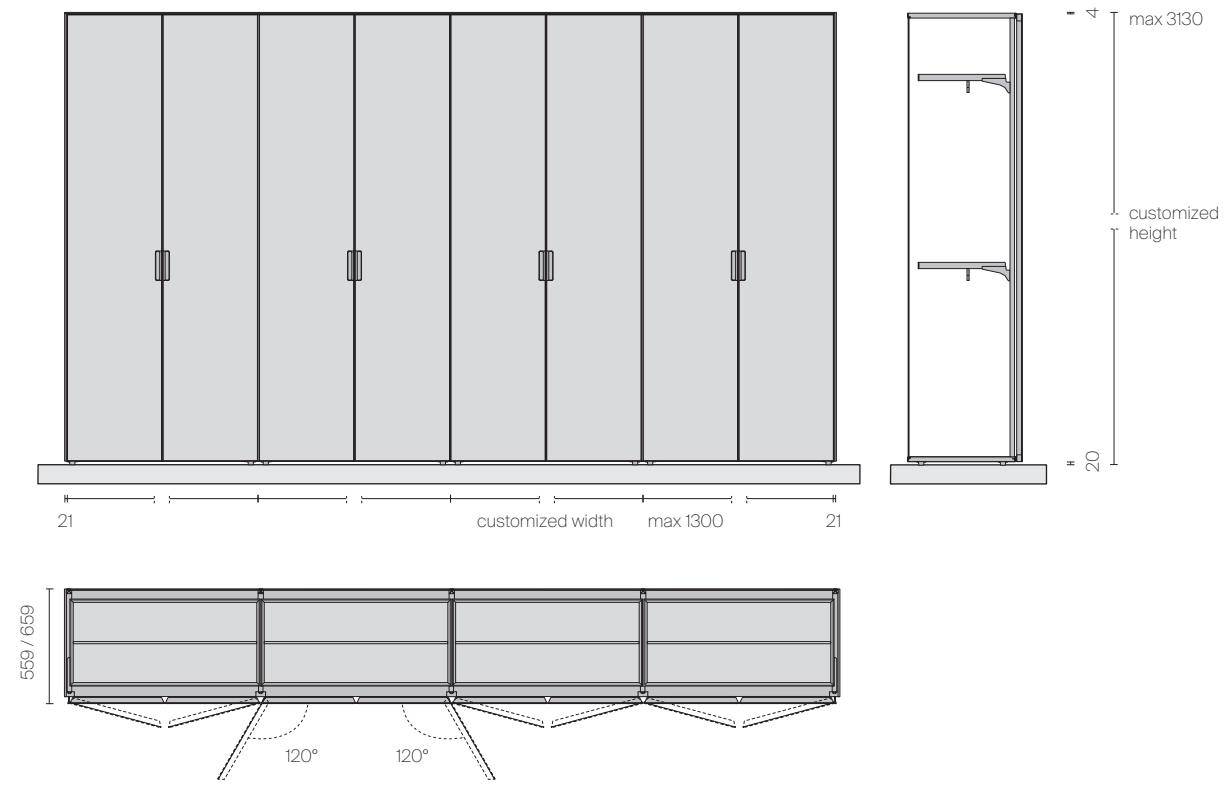 4
max 3130
customized
height
20
21
customized width
max 1300
21
559 / 659
120°
120°